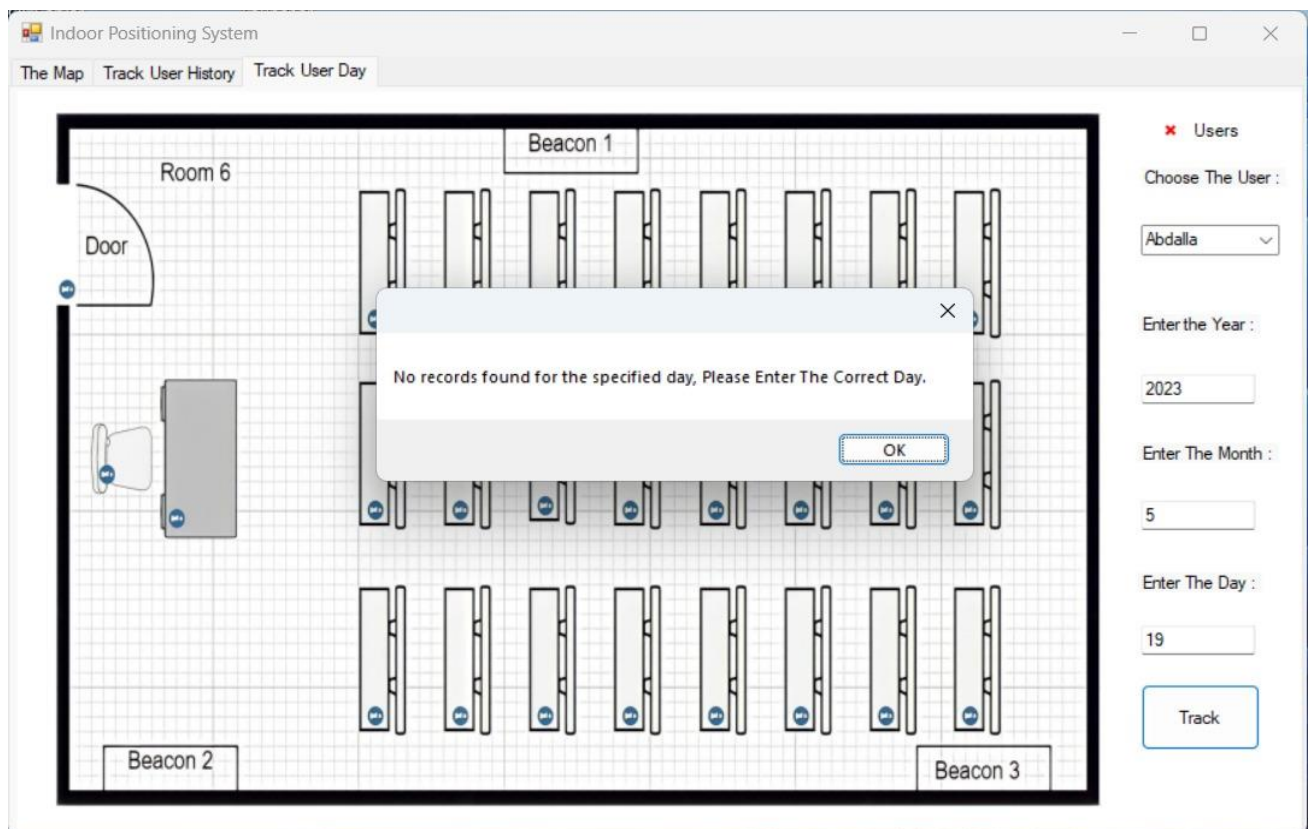 Indoor Positioning System
The Map Track User History Track User Day
Beacon 1
Room 6
Door
Beacon 2
Beacon 3
No records found for the specified day, Please Enter The Correct Day.
OK
Users
Choose The User :
Abdalla
Enter the Year :
2023
Enter The Month :
5
Enter The Day :
19
Track